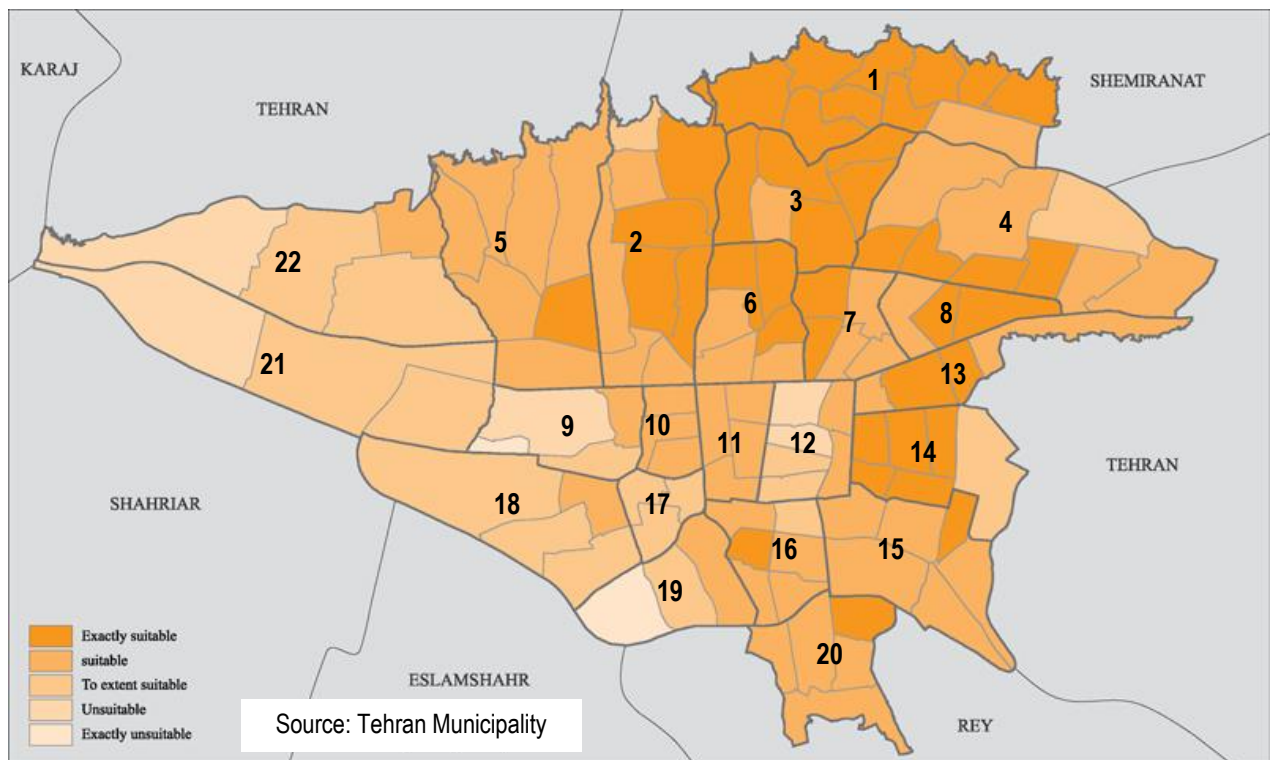 KARAJ
TEHRAN
SHEMIRANAT
1
3
4
5
2
22
6
7
8
21
13
9
10
11
12
14
TEHRAN
SHAHRIAR
18
17
16
15
19
20
ESLAMSHAHR
REY
Exactly suitable
suitable
To extent suitable
Unsuitable
Exactly unsuitable
Source: Tehran Municipality